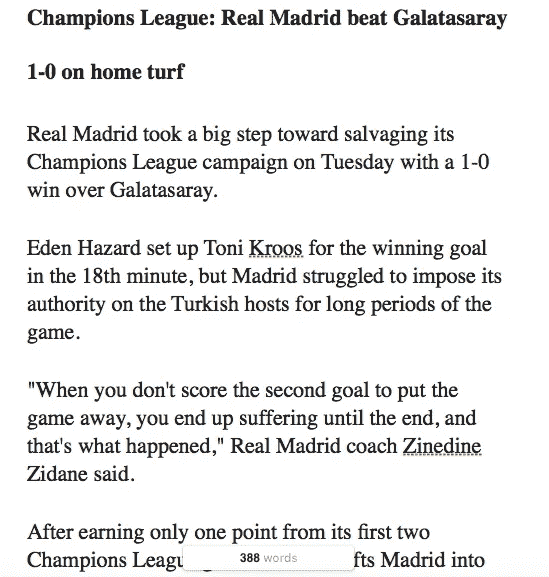 Champions League: Real Madrid beat Galatasaray
1-0 on home turf
Real Madrid took a big step toward salvaging its
Champions League campaign on Tuesday with a 1-0
win over Galatasaray.
Eden Hazard set up Toni Kroos for the winning goal
in the 18th minute, but Madrid struggled to impose its
authority on the Turkish hosts for long periods of the
game.
"When you don't score the second goal to put the
game away, you end up suffering until the end, and
that's what happened," Real Madrid coach Zinedine
Zidane said.
After earning only one point from its first two
Champions Leagu 388 words fts Madrid into